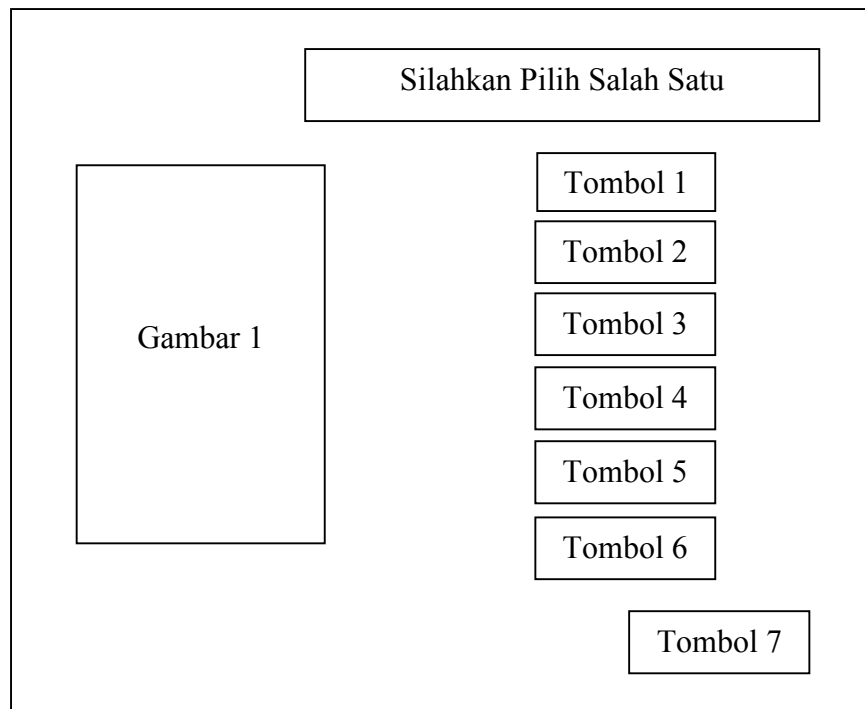 Silahkan Pilih Salah Satu
Tombol 1
Tombol 2
Tombol 3
Gambar 1
Tombol 4
Tombol 5
Tombol 6
Tombol 7